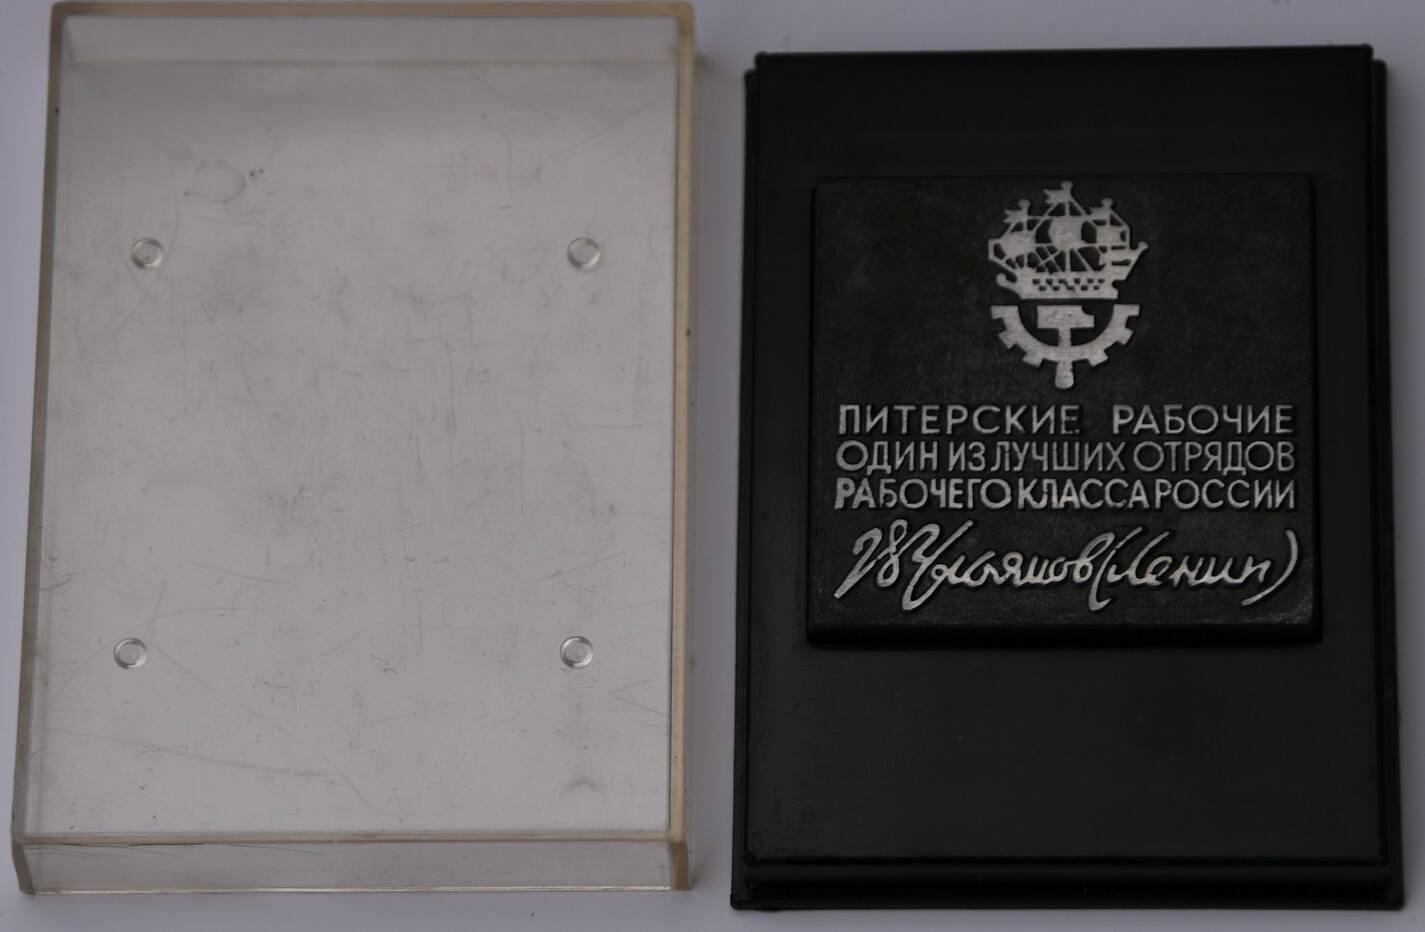 ПИТЕРСКИЕ РАБОЧИЕ
ОДИН ИЗ ЛУЧШИХ ОТРЯДОВ
РАБОЧЕГО КЛАССА РОССИИ
В Ульянов (Ленин)